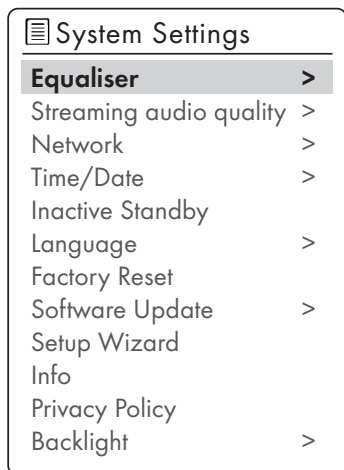 System Settings
Equaliser >
Streaming audio quality >
Network >
Time/Date >
Inactive Standby
Language >
Factory Reset
Software Update >
Setup Wizard
Info
Privacy Policy
Backlight >